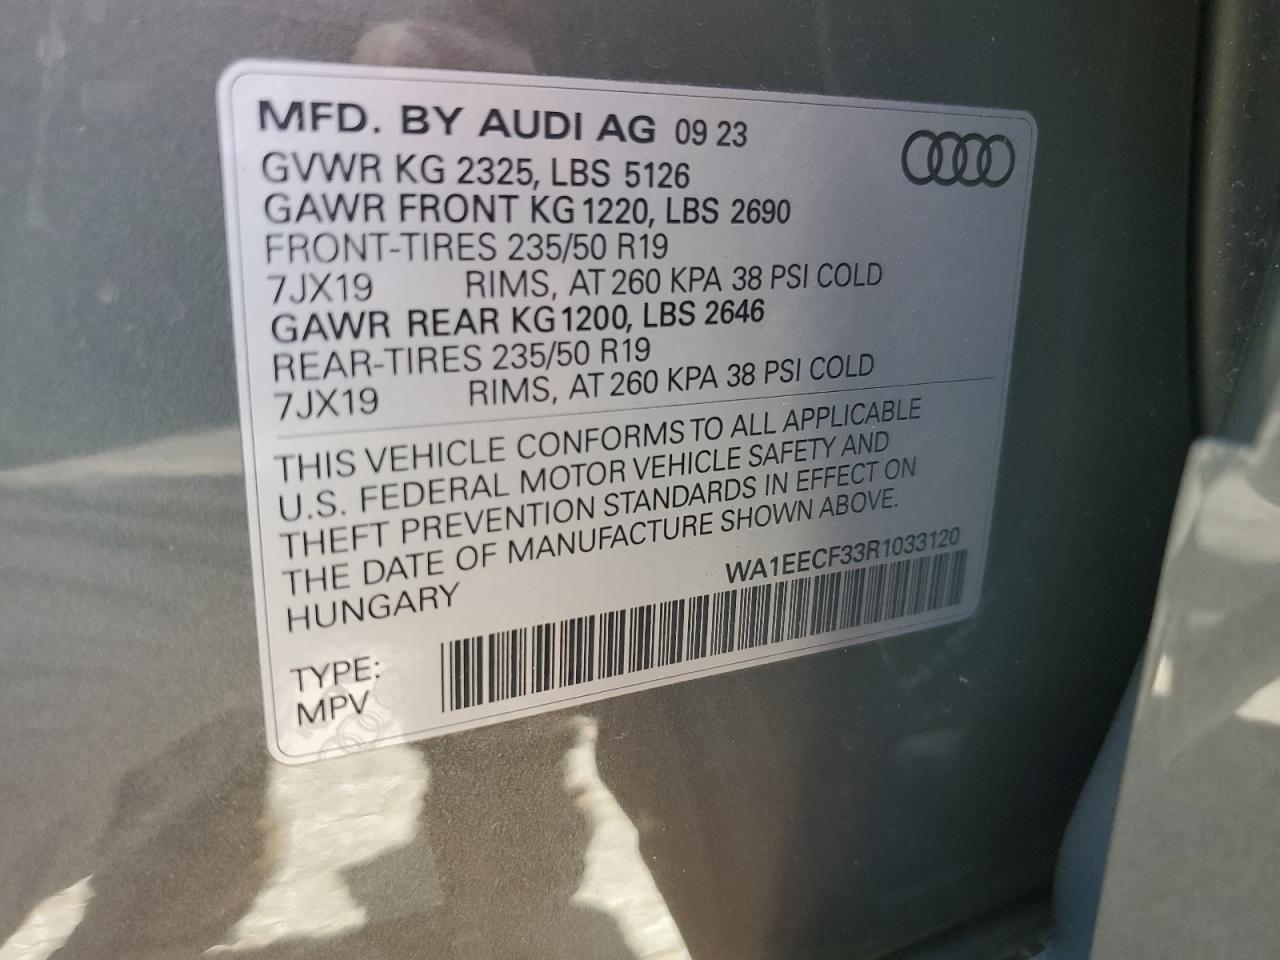 MFD. BY AUDI AG 09 23
GVWR KG 2325, LBS 5126
GAWR FRONT KG 1220, LBS 2690
FRONT-TIRES 235/50 R19
7JX19 RIMS, AT 260 KPA 38 PSI COLD
GAWR REAR KG 1200, LBS 2646
REAR-TIRES 235/50 R19
7JX19 RIMS, AT 260 KPA 38 PSI COLD
THIS VEHICLE CONFORMS TO ALL APPLICABLE
U.S. FEDERAL MOTOR VEHICLE SAFETY AND
THEFT PREVENTION STANDARDS IN EFFECT ON
THE DATE OF MANUFACTURE SHOWN ABOVE.
HUNGARY
WA1EECF33R1033120
TYPE:
MPV